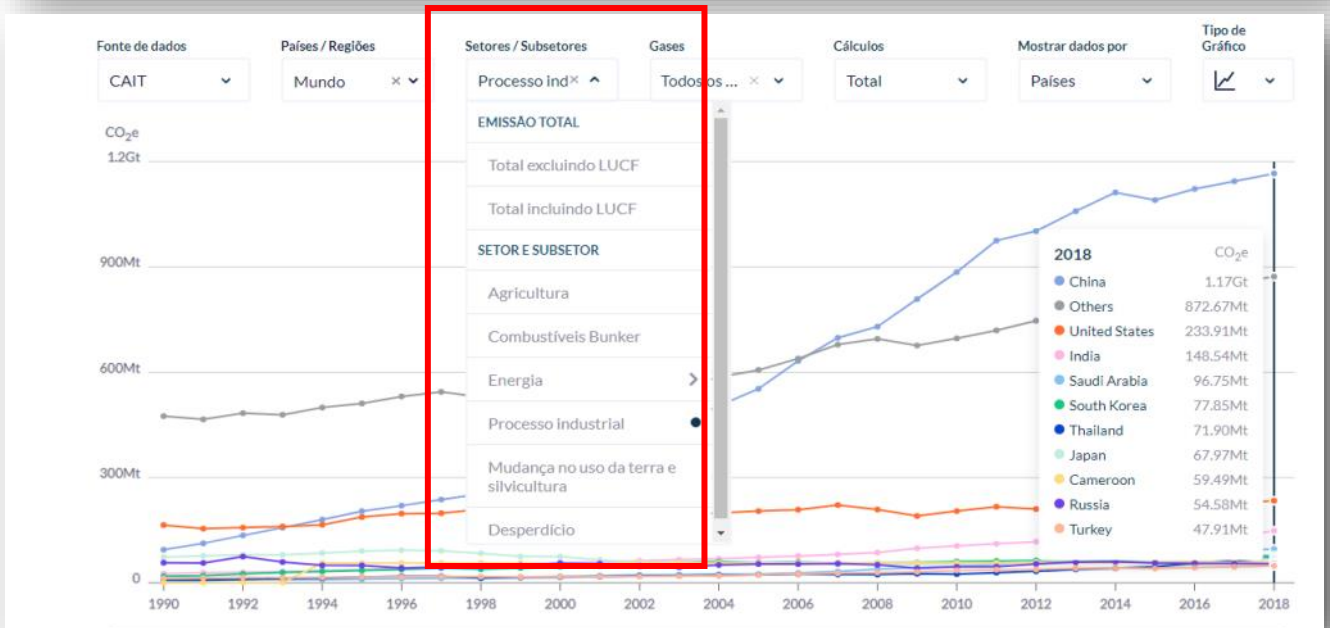 Fonte de dados
Países / Regiões
Setores / Subsetores
Gases
Cálculos
Mostrar dados por
Tipo de
Gráfico
CAIT
Mundo
Processo ind
Todos os ...
Total
Países
CO₂e
1.2Gt
900Mt
600Mt
300Mt
0
EMISSÃO TOTAL
Total excluindo LUCF
Total incluindo LUCF
SETOR E SUBSETOR
Agricultura
Combustíveis Bunker
Energia
Processo industrial
Mudança no uso da terra e
silvicultura
Desperdício
2018 CO₂e
China 1.17Gt
Others 872.67Mt
United States 233.91Mt
India 148.54Mt
Saudi Arabia 96.75Mt
South Korea 77.85Mt
Thailand 71.90Mt
Japan 67.97Mt
Cameroon 59.49Mt
Russia 54.58Mt
Turkey 47.91Mt
1990 1992 1994 1996 1998 2000 2002 2004 2006 2008 2010 2012 2014 2016 2018